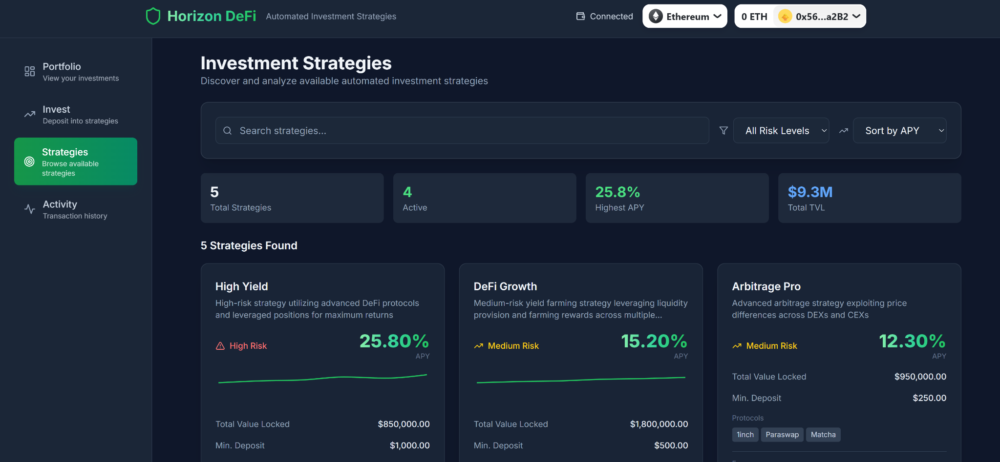 Horizon DeFi
Automated Investment Strategies
Connected
Ethereum
0 ETH
0x56...a2B2
Portfolio
View your investments
Invest
Deposit into strategies
Strategies
Browse available
strategies
Activity
Transaction history
Investment Strategies
Discover and analyze available automated investment strategies
Search strategies...
All Risk Levels
Sort by APY
5
Total Strategies
4
Active
25.8%
Highest APY
$9.3M
Total TVL
5 Strategies Found
High Yield
High-risk strategy utilizing advanced DeFi protocols
and leveraged positions for maximum returns
High Risk
25.80%
APY
Total Value Locked
$850,000.00
Min. Deposit
$1,000.00
DeFi Growth
Medium-risk yield farming strategy leveraging liquidity
provision and farming rewards across multiple...
Medium Risk
15.20%
APY
Total Value Locked
$1,800,000.00
Min. Deposit
$500.00
Arbitrage Pro
Advanced arbitrage strategy exploiting price
differences across DEXs and CEXs
Medium Risk
12.30%
APY
Total Value Locked
$950,000.00
Min. Deposit
$250.00
Protocols
1inch
Paraswap
Matcha